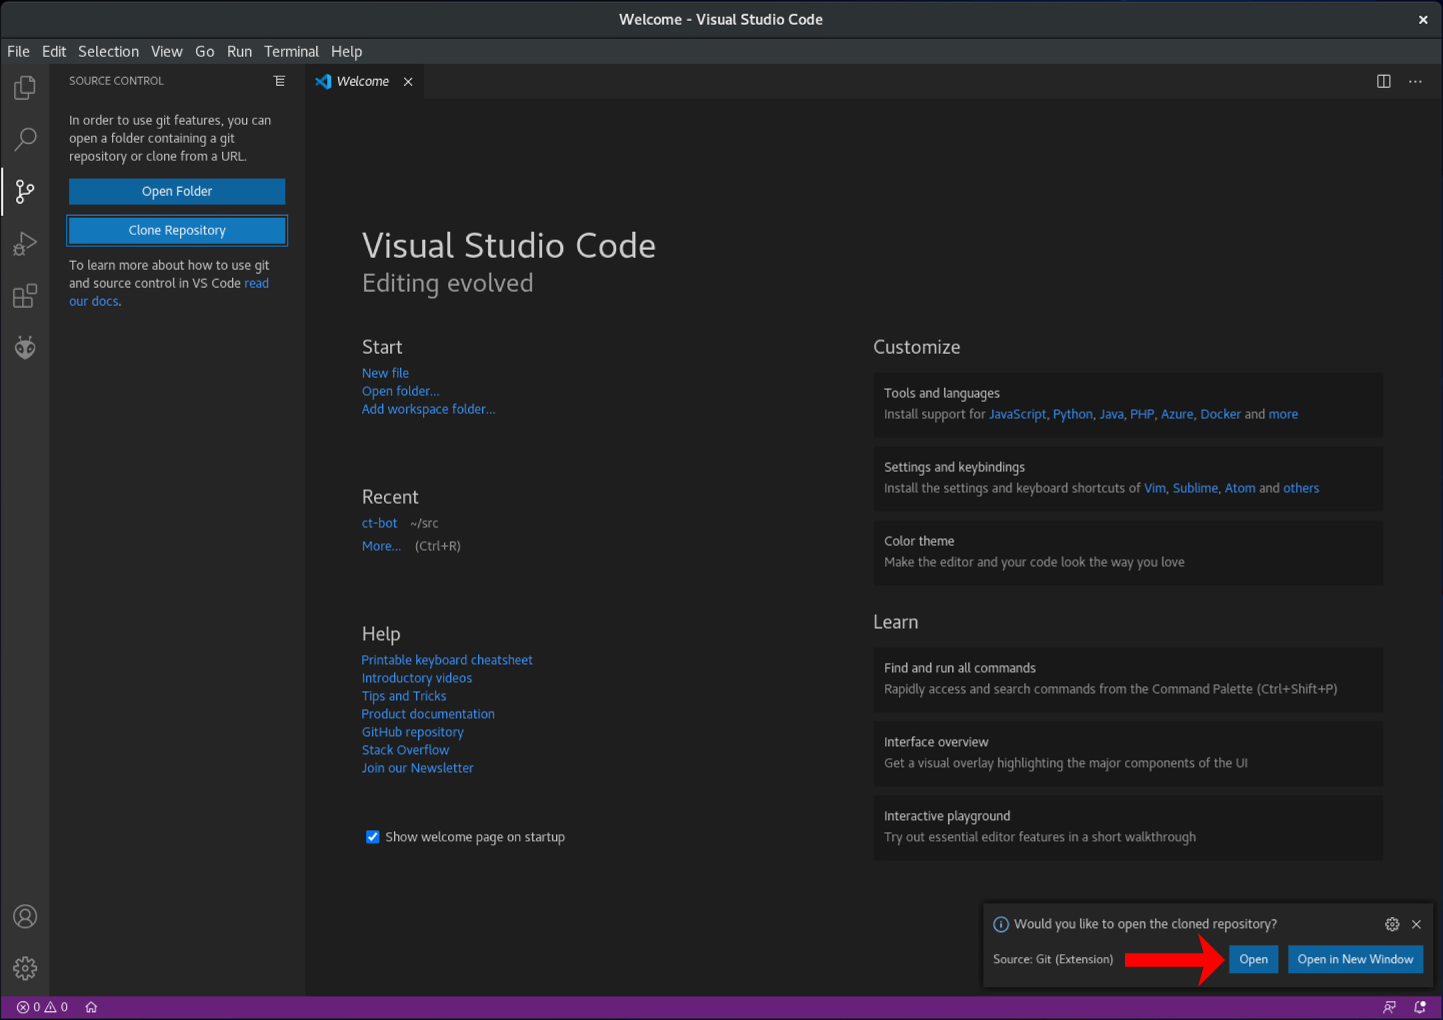 Welcome - Visual Studio Code
File Edit Selection View Go Run Terminal Help
SOURCE CONTROL
Welcome
In order to use git features, you can
open a folder containing a git
repository or clone from a URL.
Open Folder
Clone Repository
To learn more about how to use git
and source control in VS Code read
our docs.
Visual Studio Code
Editing evolved
Start
New file
Open folder...
Add workspace folder...
Recent
ct-bot ~/src
More... (Ctrl+R)
Help
Printable keyboard cheatsheet
Introductory videos
Tips and Tricks
Product documentation
GitHub repository
Stack Overflow
Join our Newsletter
Show welcome page on startup
Customize
Tools and languages
Install support for JavaScript, Python, Java, PHP, Azure, Docker and more
Settings and keybindings
Install the settings and keyboard shortcuts of Vim, Sublime, Atom and others
Color theme
Make the editor and your code look the way you love
Learn
Find and run all commands
Rapidly access and search commands from the Command Palette (Ctrl+Shift+P)
Interface overview
Get a visual overlay highlighting the major components of the UI
Interactive playground
Try out essential editor features in a short walkthrough
Would you like to open the cloned repository?
Source: Git (Extension)
Open
Open in New Window
0 0